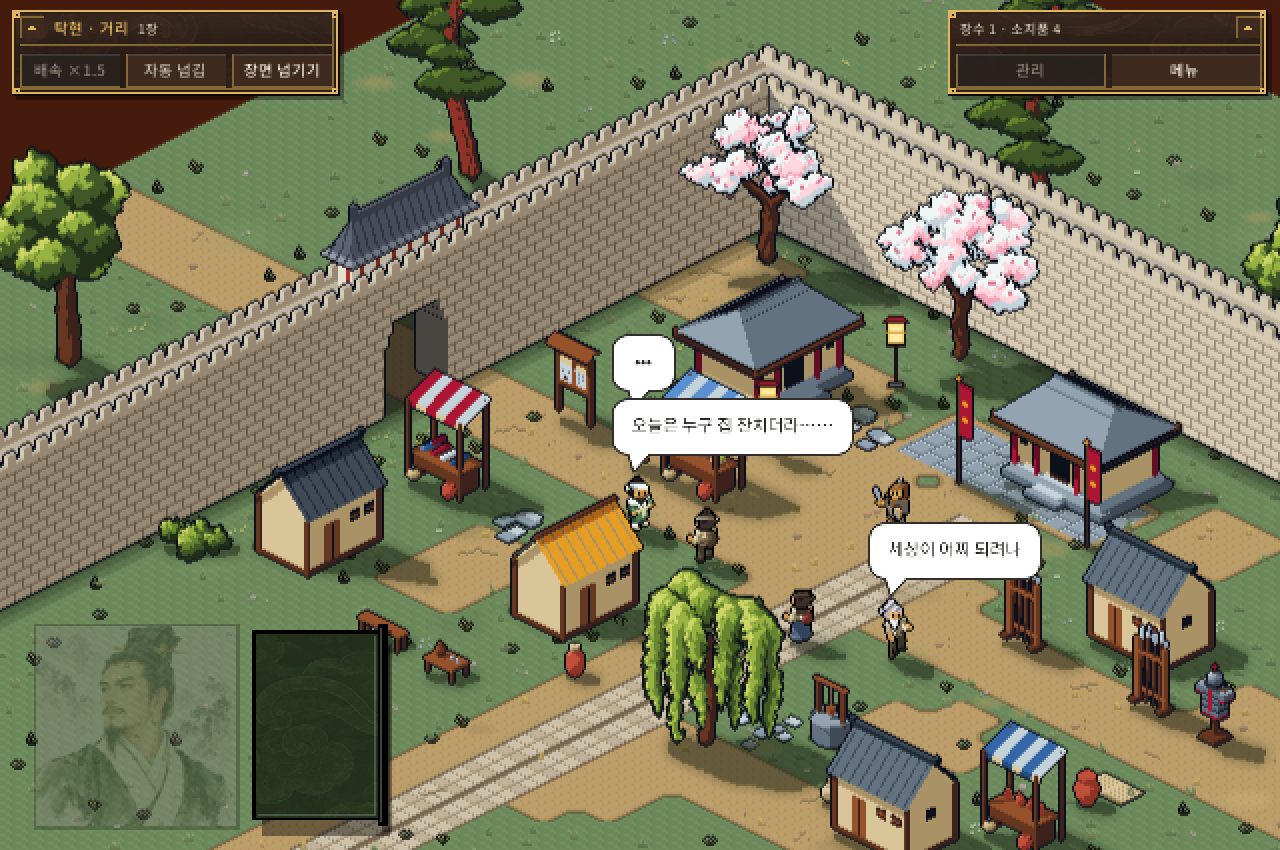 탁현 · 거리 1장
배속 ×1.5 자동 넘김 장면 넘기기
장수 1 · 소지품 4
관리 메뉴
···
오늘은 누구 집 잔치더라……
세상이 어찌 되려나